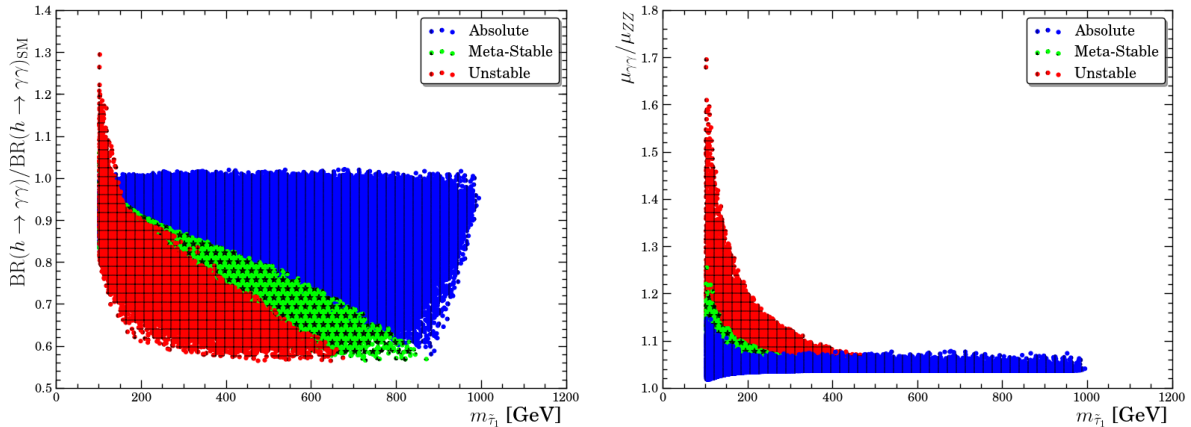 BR(h → γγ)/BR(h → γγ)SM
1.4
1.3
1.2
1.1
1.0
0.9
0.8
0.7
0.6
0.5
Absolute
Meta-Stable
Unstable
0 200 400 600 800 1000 1200
m_τ̃₁ [GeV]
μγγ/μZZ
1.8
1.7
1.6
1.5
1.4
1.3
1.2
1.1
1.0
Absolute
Meta-Stable
Unstable
0 200 400 600 800 1000 1200
m_τ̃₁ [GeV]